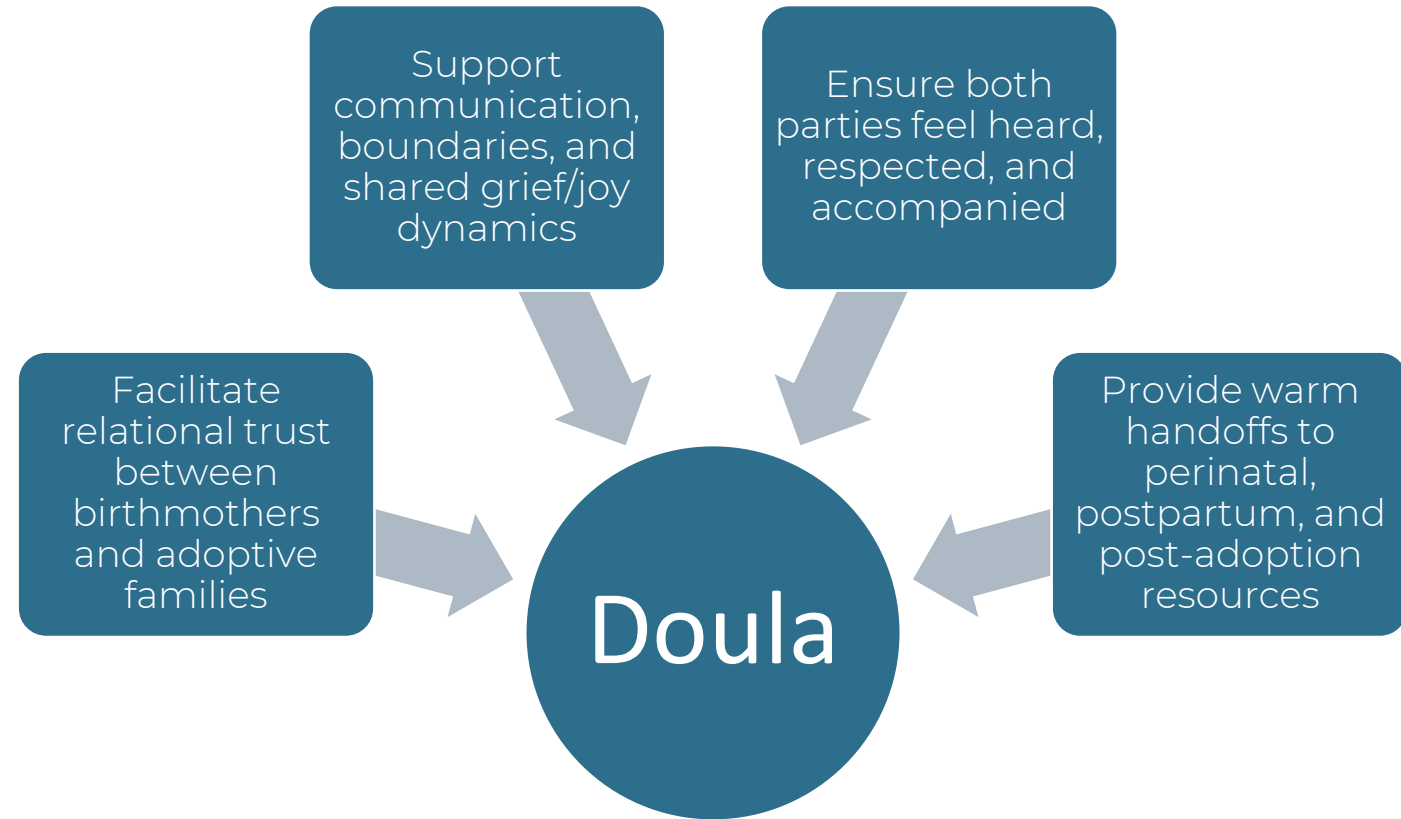 Support
communication,
boundaries, and
shared grief/joy
dynamics
Ensure both
parties feel heard,
respected, and
accompanied
Facilitate
relational trust
between
birthmothers
and adoptive
families
Provide warm
handoffs to
perinatal,
postpartum, and
post-adoption
resources
Doula